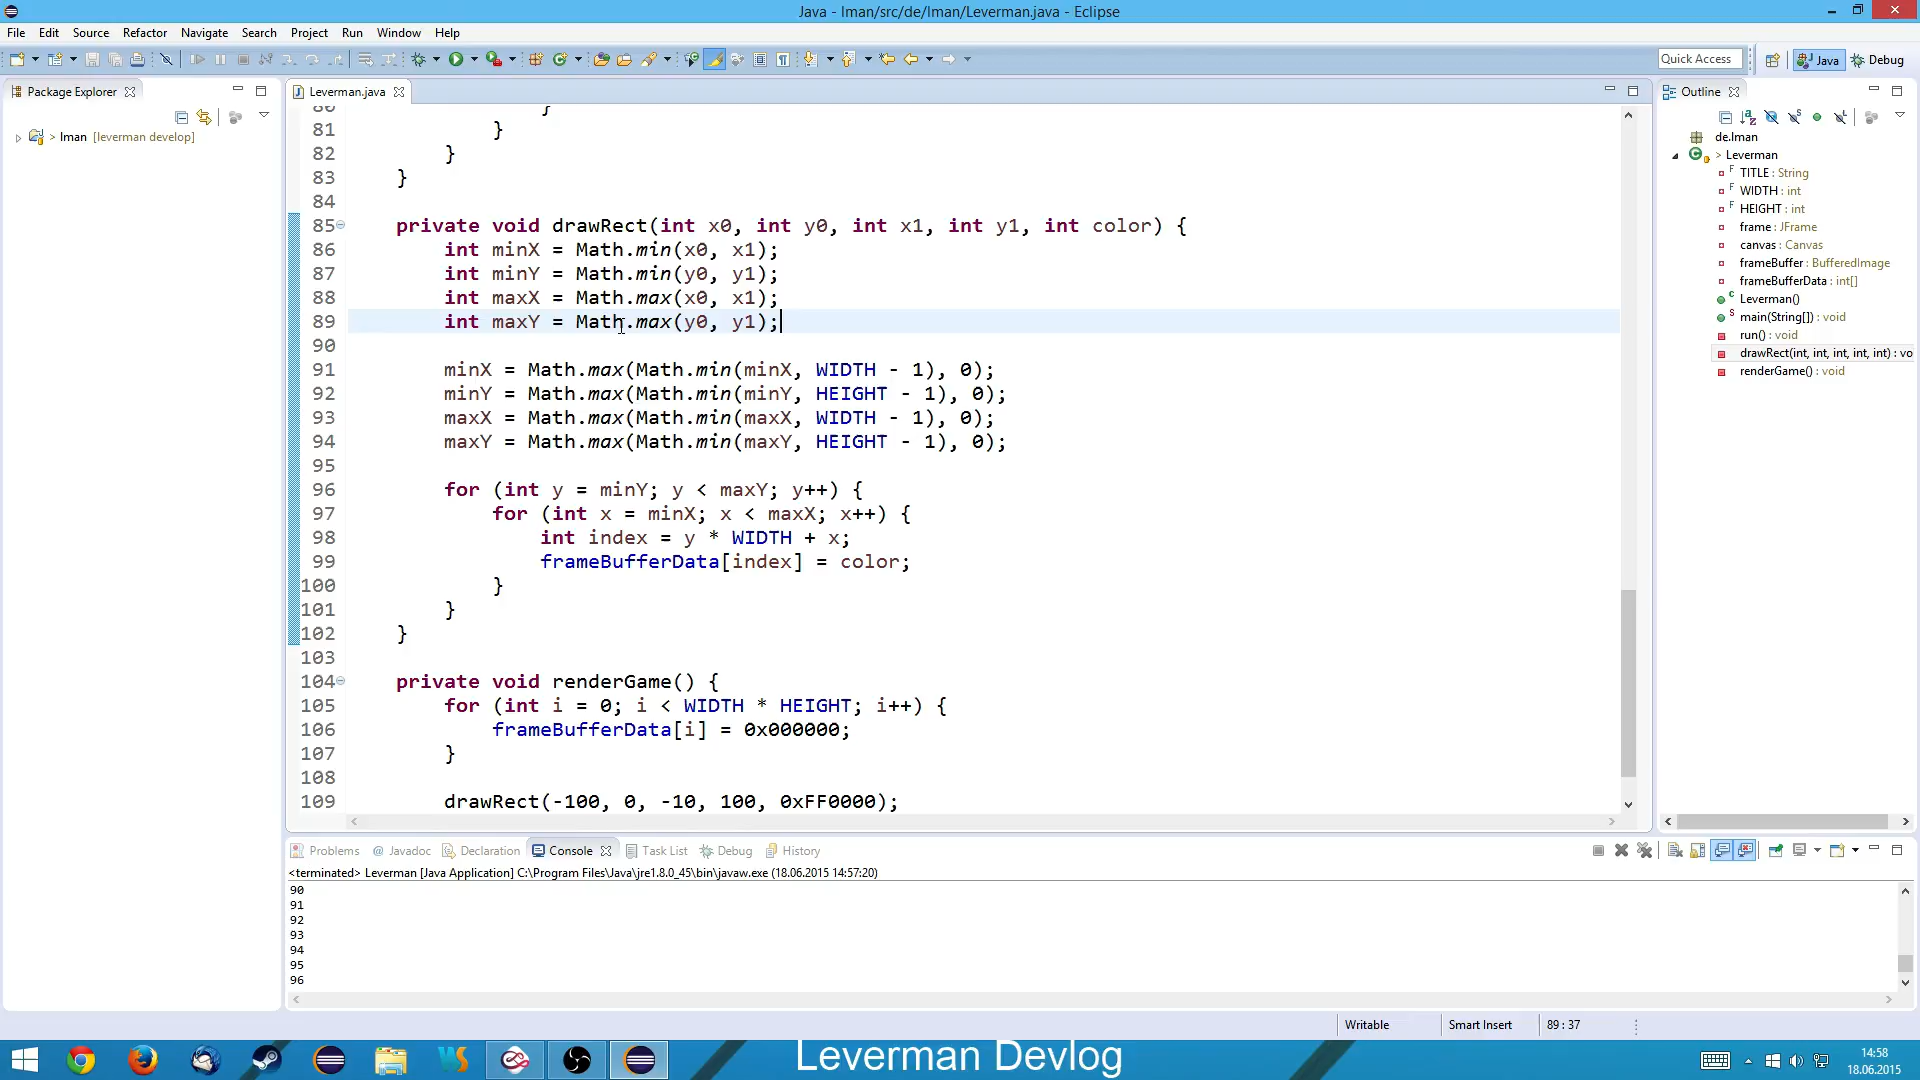 Java - lman/src/de/lman/Leverman.java - Eclipse
File Edit Source Refactor Navigate Search Project Run Window Help
Quick Access
Java
Debug
Package Explorer
> lman [leverman develop]
Leverman.java
80 }
81 }
82 }
83 }
84
85 private void drawRect(int x0, int y0, int x1, int y1, int color) {
86 int minX = Math.min(x0, x1);
87 int minY = Math.min(y0, y1);
88 int maxX = Math.max(x0, x1);
89 int maxY = Math.max(y0, y1);
90
91 minX = Math.max(Math.min(minX, WIDTH - 1), 0);
92 minY = Math.max(Math.min(minY, HEIGHT - 1), 0);
93 maxX = Math.max(Math.min(maxX, WIDTH - 1), 0);
94 maxY = Math.max(Math.min(maxY, HEIGHT - 1), 0);
95
96 for (int y = minY; y < maxY; y++) {
97 for (int x = minX; x < maxX; x++) {
98 int index = y * WIDTH + x;
99 frameBufferData[index] = color;
100 }
101 }
102 }
103
104 private void renderGame() {
105 for (int i = 0; i < WIDTH * HEIGHT; i++) {
106 frameBufferData[i] = 0x000000;
107 }
108
109 drawRect(-100, 0, -10, 100, 0xFF0000);
Outline
de.lman
> Leverman
TITLE : String
WIDTH : int
HEIGHT : int
frame : JFrame
canvas : Canvas
frameBuffer : BufferedImage
frameBufferData : int[]
Leverman()
main(String[]) : void
run() : void
drawRect(int, int, int, int, int) : vo
renderGame() : void
Problems Javadoc Declaration Console Task List Debug History
<terminated> Leverman [Java Application] C:\Program Files\Java\jre1.8.0_45\bin\javaw.exe (18.06.2015 14:57:20)
90
91
92
93
94
95
96
Writable
Smart Insert
89 : 37
Leverman Devlog
14:58
18.06.2015